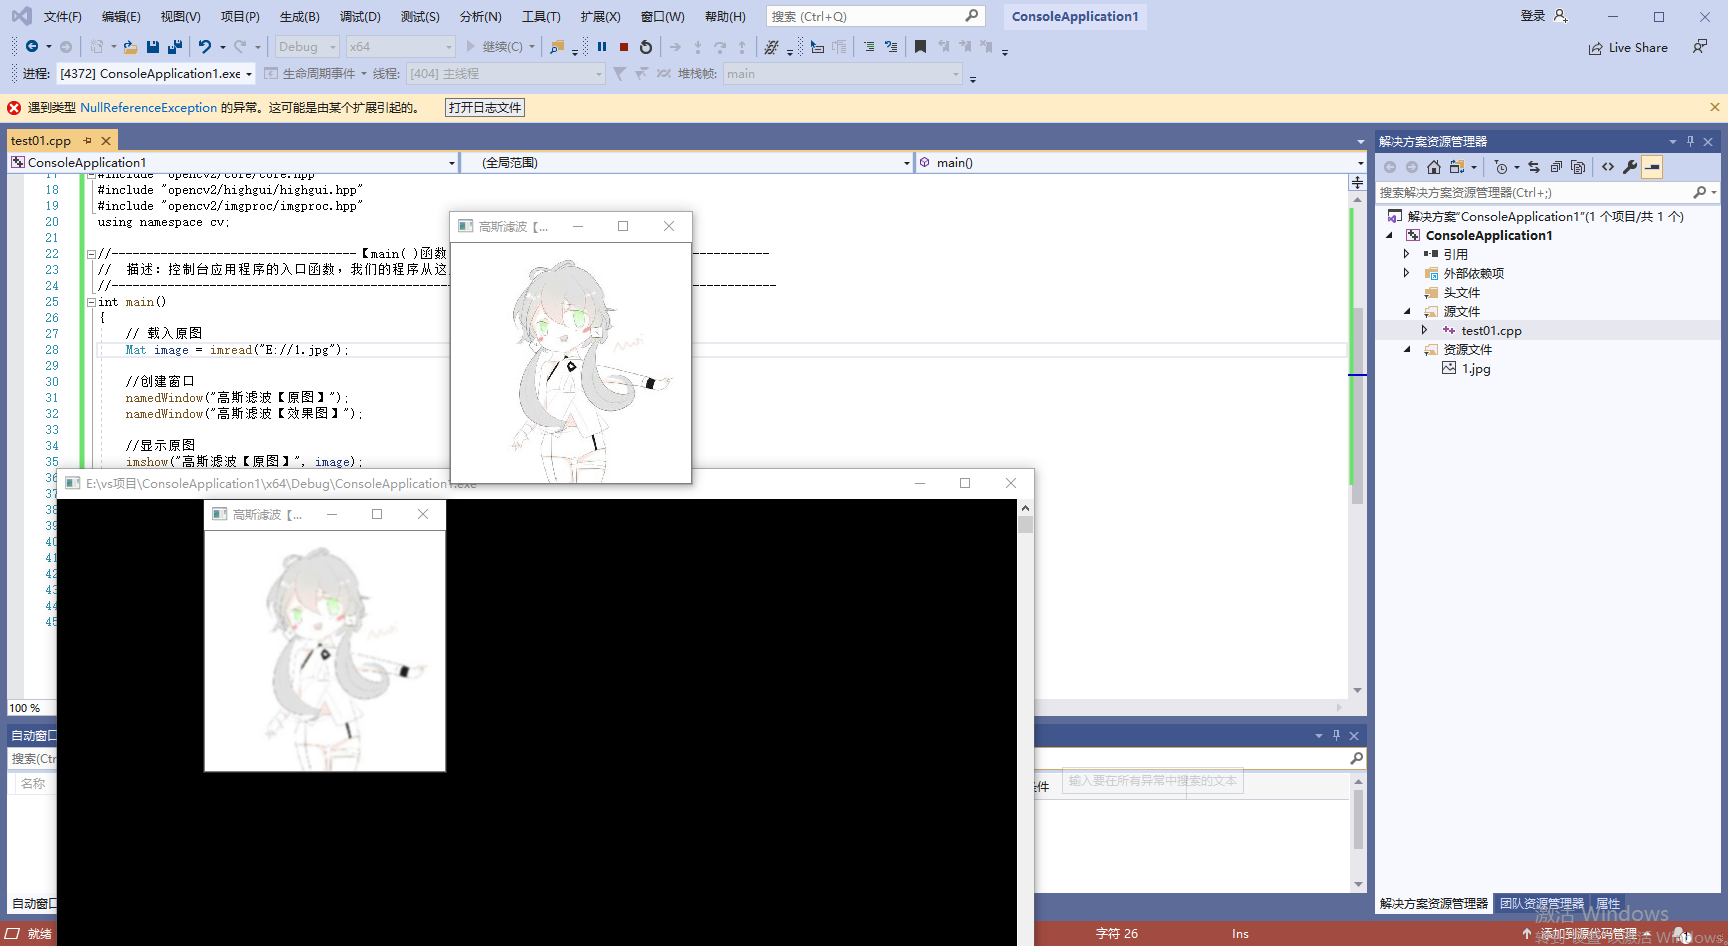 文件(F) 编辑(E) 视图(V) 项目(P) 生成(B) 调试(D) 测试(S) 分析(N) 工具(T) 扩展(X) 窗口(W) 帮助(H) 搜索 (Ctrl+Q) ConsoleApplication1 登录
Debug x64 继续(C) Live Share
进程: [4372] ConsoleApplication1.exe 生命周期事件 线程: [404] 主线程 堆栈帧: main
遇到类型 NullReferenceException 的异常。这可能是由某个扩展引起的。 打开日志文件
test01.cpp
ConsoleApplication1 (全局范围) main()
17 #include "opencv2/core/core.hpp"
18 #include "opencv2/highgui/highgui.hpp"
19 #include "opencv2/imgproc/imgproc.hpp"
20 using namespace cv;
21
22 //-----------------------------------【main( )函数
23 // 描述：控制台应用程序的入口函数，我们的程序从这
24 //-----------------------------------------------
25 int main()
26 {
27 // 载入原图
28 Mat image = imread("E://1.jpg");
29
30 //创建窗口
31 namedWindow("高斯滤波【原图】");
32 namedWindow("高斯滤波【效果图】");
33
34 //显示原图
35 imshow("高斯滤波【原图】", image);
36
37
38
39
40
41
42
43
44
45
高斯滤波【...
E:\vs项目\ConsoleApplication1\x64\Debug\ConsoleApplication1.exe
高斯滤波【...
100 %
自动窗口
搜索(Ctr
名称
件
输入要在所有异常中搜索的文本
自动窗口
解决方案资源管理器
搜索解决方案资源管理器(Ctrl+;)
解决方案"ConsoleApplication1"(1 个项目/共 1 个)
ConsoleApplication1
引用
外部依赖项
头文件
源文件
test01.cpp
资源文件
1.jpg
解决方案资源管理器 团队资源管理器 属性
激活 Windows
转到"设置"以激活 Windows。
就绪 字符 26 Ins 添加到源代码管理 1